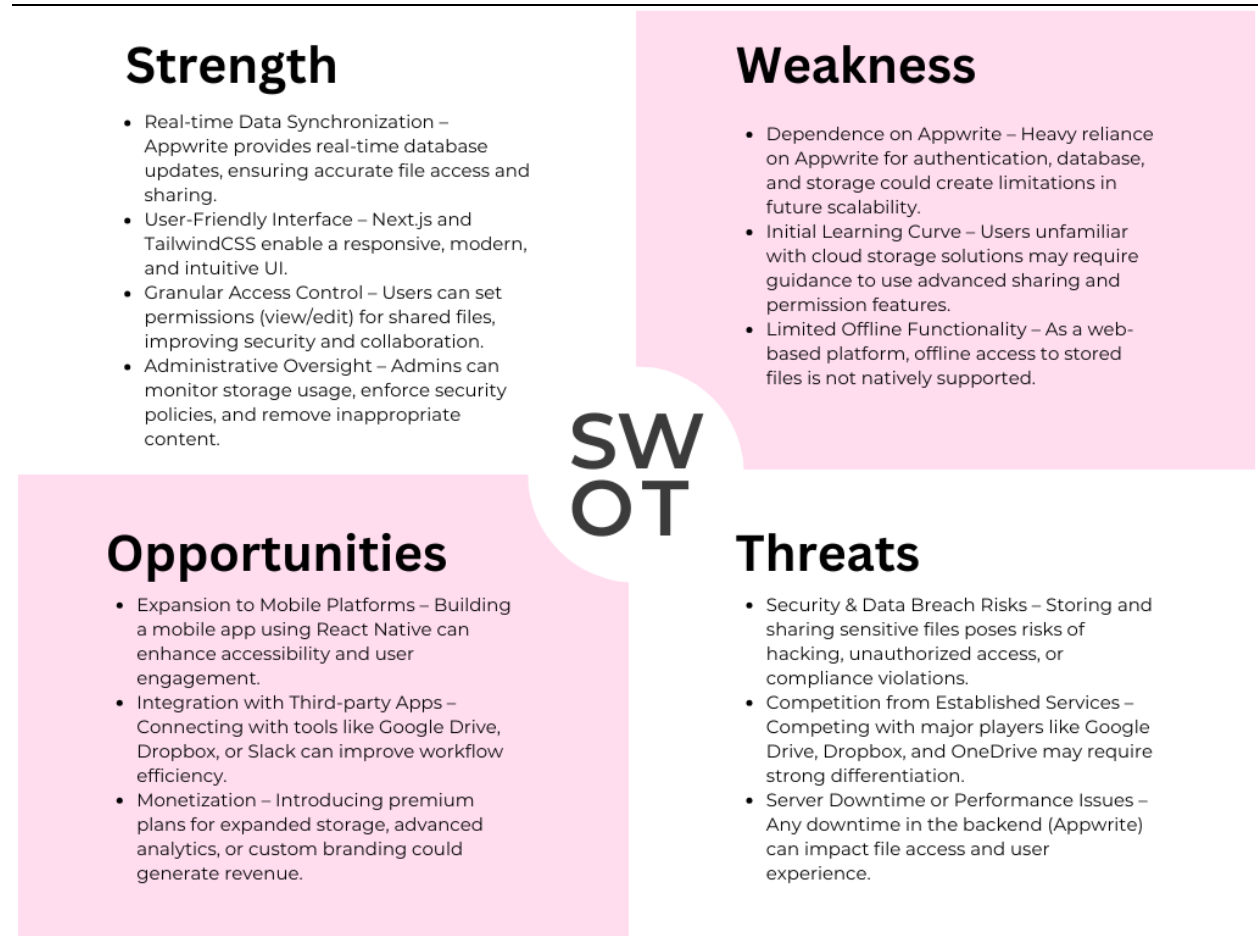 Strength
• Real-time Data Synchronization –
Appwrite provides real-time database
updates, ensuring accurate file access and
sharing.
• User-Friendly Interface – Next.js and
TailwindCSS enable a responsive, modern,
and intuitive UI.
• Granular Access Control – Users can set
permissions (view/edit) for shared files,
improving security and collaboration.
• Administrative Oversight – Admins can
monitor storage usage, enforce security
policies, and remove inappropriate
content.
Weakness
• Dependence on Appwrite – Heavy reliance
on Appwrite for authentication, database,
and storage could create limitations in
future scalability.
• Initial Learning Curve – Users unfamiliar
with cloud storage solutions may require
guidance to use advanced sharing and
permission features.
• Limited Offline Functionality – As a web-
based platform, offline access to stored
files is not natively supported.
SW
OT
Opportunities
• Expansion to Mobile Platforms – Building
a mobile app using React Native can
enhance accessibility and user
engagement.
• Integration with Third-party Apps –
Connecting with tools like Google Drive,
Dropbox, or Slack can improve workflow
efficiency.
• Monetization – Introducing premium
plans for expanded storage, advanced
analytics, or custom branding could
generate revenue.
Threats
• Security & Data Breach Risks – Storing and
sharing sensitive files poses risks of
hacking, unauthorized access, or
compliance violations.
• Competition from Established Services –
Competing with major players like Google
Drive, Dropbox, and OneDrive may require
strong differentiation.
• Server Downtime or Performance Issues –
Any downtime in the backend (Appwrite)
can impact file access and user
experience.